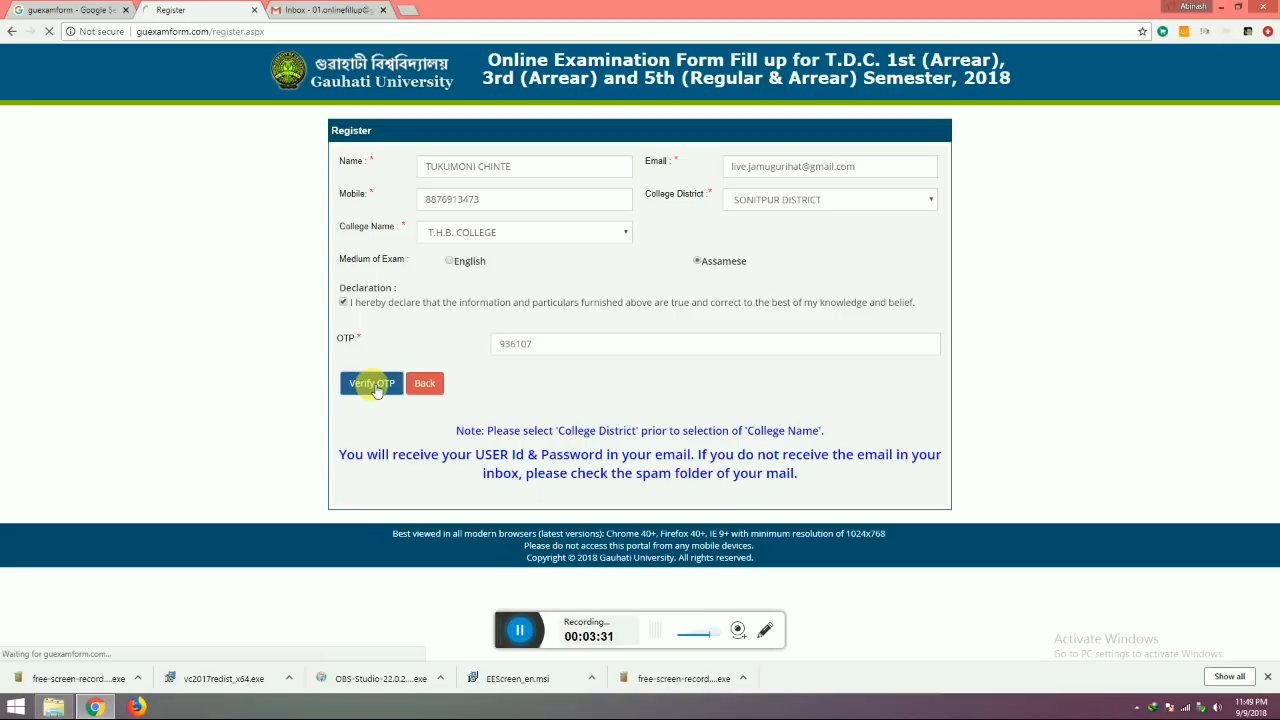 guexamform.com - Google Se
Register
Inbox - 01.onlinefillup@g
Abinash
Not secure
guexamform.com/register.aspx
গুৱাহাটী বিশ্ববিদ্যালয়
Gauhati University
Online Examination Form Fill up for T.D.C. 1st (Arrear),
3rd (Arrear) and 5th (Regular & Arrear) Semester, 2018
Register
Name : * TUKUMONI CHINTE Email : * live.jamugurihat@gmail.com
Mobile: * 8876913473 College District : * SONITPUR DISTRICT
College Name : * T.H.B. COLLEGE
Medium of Exam : English Assamese
Declaration :
I hereby declare that the information and particulars furnished above are true and correct to the best of my knowledge and belief.
OTP:* 936107
Verify OTP Back
Note: Please select 'College District' prior to selection of 'College Name'.
You will receive your USER Id & Password in your email. If you do not receive the email in your
inbox, please check the spam folder of your mail.
Best viewed in all modern browsers (latest versions): Chrome 40+, Firefox 40+, IE 9+ with minimum resolution of 1024x768
Please do not access this portal from any mobile devices.
Copyright © 2018 Gauhati University. All rights reserved.
Recording...
00:03:31
Activate Windows
Go to PC settings to activate Windows.
Waiting for guexamform.com...
free-screen-record....exe
vc2017redist_x64.exe
OBS-Studio-22.0.2....exe
EEScreen_en.msi
free-screen-record....exe
Show all
11:49 PM
9/9/2018